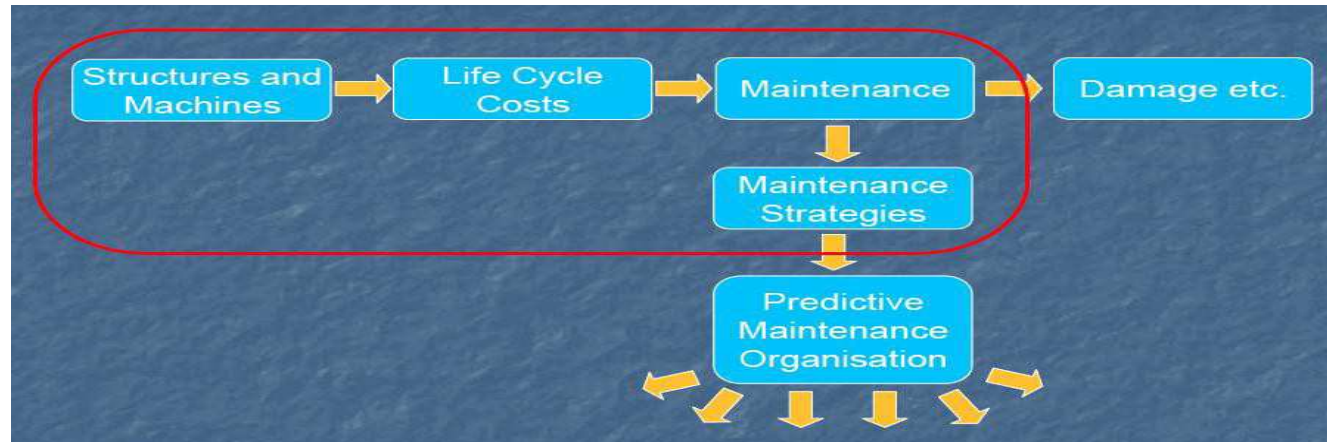 Structures and
Machines
Life Cycle
Costs
Maintenance
Damage etc.
Maintenance
Strategies
Predictive
Maintenance
Organisation